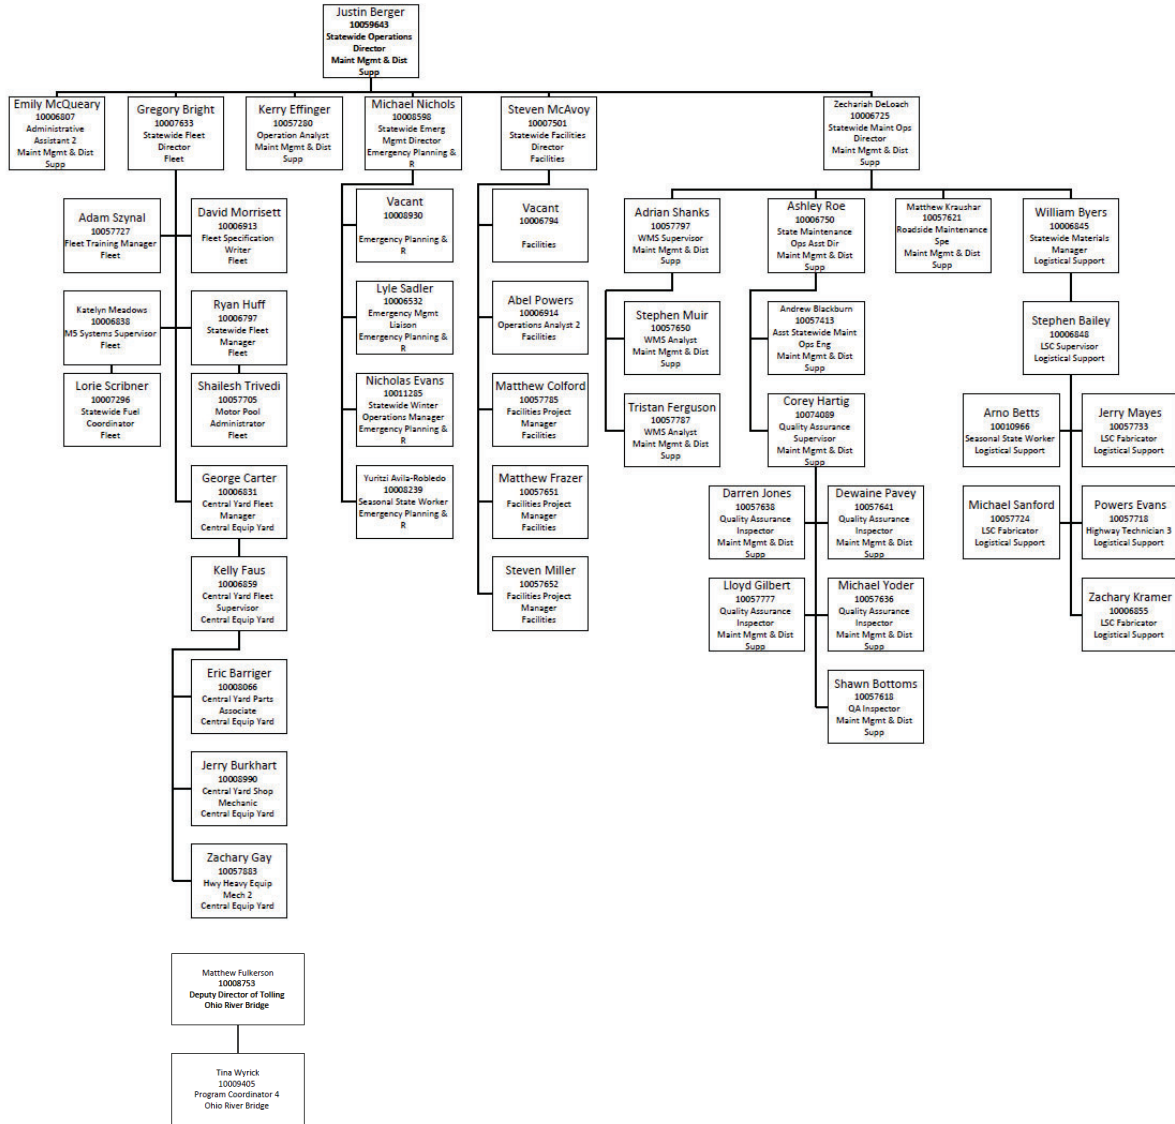 Justin Berger
10059643
Statewide Operations
Director
Maint Mgmt & Dist
Supp
Emily McQueary
10006807
Administrative
Assistant 2
Maint Mgmt & Dist
Supp
Gregory Bright
10007633
Statewide Fleet
Director
Fleet
Kerry Effinger
10057280
Operation Analyst
Maint Mgmt & Dist
Supp
Michael Nichols
10008598
Statewide Emerg
Mgmt Director
Emergency Planning &
R
Steven McAvoy
10007501
Statewide Facilities
Director
Facilities
Zechariah DeLoach
10006725
Statewide Maint Ops
Director
Maint Mgmt & Dist
Supp
Adam Szynal
10057727
Fleet Training Manager
Fleet
David Morrisett
10006913
Fleet Specification
Writer
Fleet
Katelyn Meadows
10006838
M5 Systems Supervisor
Fleet
Ryan Huff
10006797
Statewide Fleet
Manager
Fleet
Lorie Scribner
10007296
Statewide Fuel
Coordinator
Fleet
Shailesh Trivedi
10057705
Motor Pool
Administrator
Fleet
George Carter
10006831
Central Yard Fleet
Manager
Central Equip Yard
Kelly Faus
10006859
Central Yard Fleet
Supervisor
Central Equip Yard
Eric Barriger
10008066
Central Yard Parts
Associate
Central Equip Yard
Jerry Burkhart
10008990
Central Yard Shop
Mechanic
Central Equip Yard
Zachary Gay
10057883
Hwy Heavy Equip
Mech 2
Central Equip Yard
Vacant
10008930
Emergency Planning &
R
Lyle Sadler
10006532
Emergency Mgmt
Liaison
Emergency Planning &
R
Nicholas Evans
10011285
Statewide Winter
Operations Manager
Emergency Planning &
R
Yuritzi Avila-Robledo
10008239
Seasonal State Worker
Emergency Planning &
R
Vacant
10006794
Facilities
Abel Powers
10006914
Operations Analyst 2
Facilities
Matthew Colford
10057785
Facilities Project
Manager
Facilities
Matthew Frazer
10057651
Facilities Project
Manager
Facilities
Steven Miller
10057652
Facilities Project
Manager
Facilities
Adrian Shanks
10057797
WMS Supervisor
Maint Mgmt & Dist
Supp
Ashley Roe
10006750
State Maintenance
Ops Asst Dir
Maint Mgmt & Dist
Supp
Matthew Kraushar
10057621
Roadside Maintenance
Spe
Maint Mgmt & Dist
Supp
William Byers
10006845
Statewide Materials
Manager
Logistical Support
Stephen Muir
10057650
WMS Analyst
Maint Mgmt & Dist
Supp
Tristan Ferguson
10057787
WMS Analyst
Maint Mgmt & Dist
Supp
Andrew Blackburn
10057413
Asst Statewide Maint
Ops Eng
Maint Mgmt & Dist
Supp
Corey Hartig
10074089
Quality Assurance
Supervisor
Maint Mgmt & Dist
Supp
Darren Jones
10057638
Quality Assurance
Inspector
Maint Mgmt & Dist
Supp
Dewaine Pavey
10057641
Quality Assurance
Inspector
Maint Mgmt & Dist
Supp
Lloyd Gilbert
10057777
Quality Assurance
Inspector
Maint Mgmt & Dist
Supp
Michael Yoder
10057636
Quality Assurance
Inspector
Maint Mgmt & Dist
Supp
Shawn Bottoms
10057618
QA Inspector
Maint Mgmt & Dist
Supp
Stephen Bailey
10006848
LSC Supervisor
Logistical Support
Arno Betts
10010966
Seasonal State Worker
Logistical Support
Jerry Mayes
10057733
LSC Fabricator
Logistical Support
Michael Sanford
10057724
LSC Fabricator
Logistical Support
Powers Evans
10057718
Highway Technician 3
Logistical Support
Zachary Kramer
10006855
LSC Fabricator
Logistical Support
Matthew Fulkerson
10008753
Deputy Director of Tolling
Ohio River Bridge
Tina Wyrick
10009405
Program Coordinator 4
Ohio River Bridge